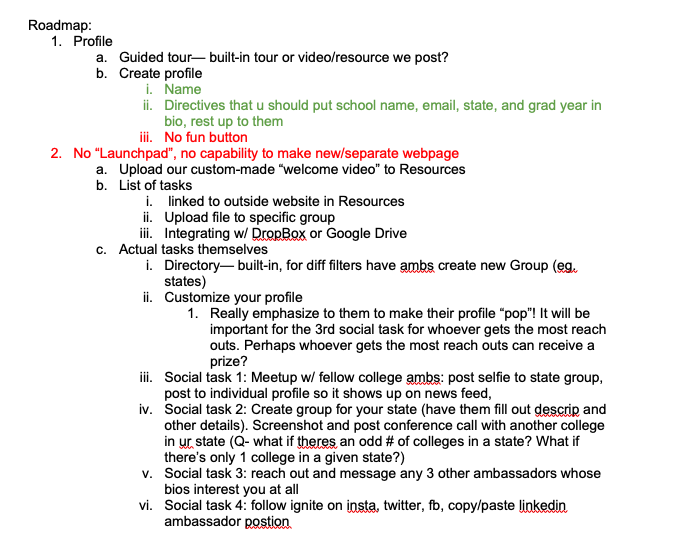 Roadmap:
1. Profile
a. Guided tour— built-in tour or video/resource we post?
b. Create profile
i. Name
ii. Directives that u should put school name, email, state, and grad year in
bio, rest up to them
iii. No fun button
2. No “Launchpad”, no capability to make new/separate webpage
a. Upload our custom-made “welcome video” to Resources
b. List of tasks
i. linked to outside website in Resources
ii. Upload file to specific group
iii. Integrating w/ DropBox or Google Drive
c. Actual tasks themselves
i. Directory— built-in, for diff filters have ambs create new Group (eg.
states)
ii. Customize your profile
1. Really emphasize to them to make their profile “pop”! It will be
important for the 3rd social task for whoever gets the most reach
outs. Perhaps whoever gets the most reach outs can receive a
prize?
iii. Social task 1: Meetup w/ fellow college ambs: post selfie to state group,
post to individual profile so it shows up on news feed,
iv. Social task 2: Create group for your state (have them fill out descrip and
other details). Screenshot and post conference call with another college
in ur state (Q- what if theres an odd # of colleges in a state? What if
there’s only 1 college in a given state?)
v. Social task 3: reach out and message any 3 other ambassadors whose
bios interest you at all
vi. Social task 4: follow ignite on insta, twitter, fb, copy/paste linkedin
ambassador postion